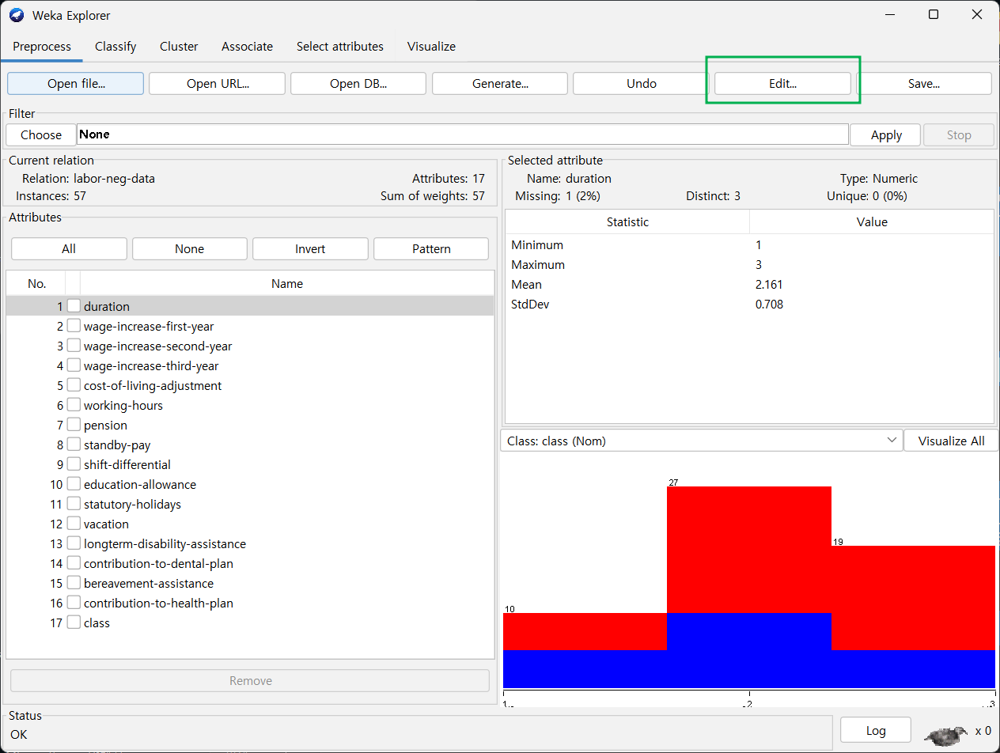 Weka Explorer
Preprocess Classify Cluster Associate Select attributes Visualize
Open file... Open URL... Open DB... Generate... Undo Edit... Save...
Filter
Choose None Apply Stop
Current relation
Relation: labor-neg-data Attributes: 17
Instances: 57 Sum of weights: 57
Attributes
All None Invert Pattern
No. Name
1 duration
2 wage-increase-first-year
3 wage-increase-second-year
4 wage-increase-third-year
5 cost-of-living-adjustment
6 working-hours
7 pension
8 standby-pay
9 shift-differential
10 education-allowance
11 statutory-holidays
12 vacation
13 longterm-disability-assistance
14 contribution-to-dental-plan
15 bereavement-assistance
16 contribution-to-health-plan
17 class
Remove
Selected attribute
Name: duration Type: Numeric
Missing: 1 (2%) Distinct: 3 Unique: 0 (0%)
Statistic Value
Minimum 1
Maximum 3
Mean 2.161
StdDev 0.708
Class: class (Nom) Visualize All
27
19
10
1 2 3
Status
OK
Log x 0